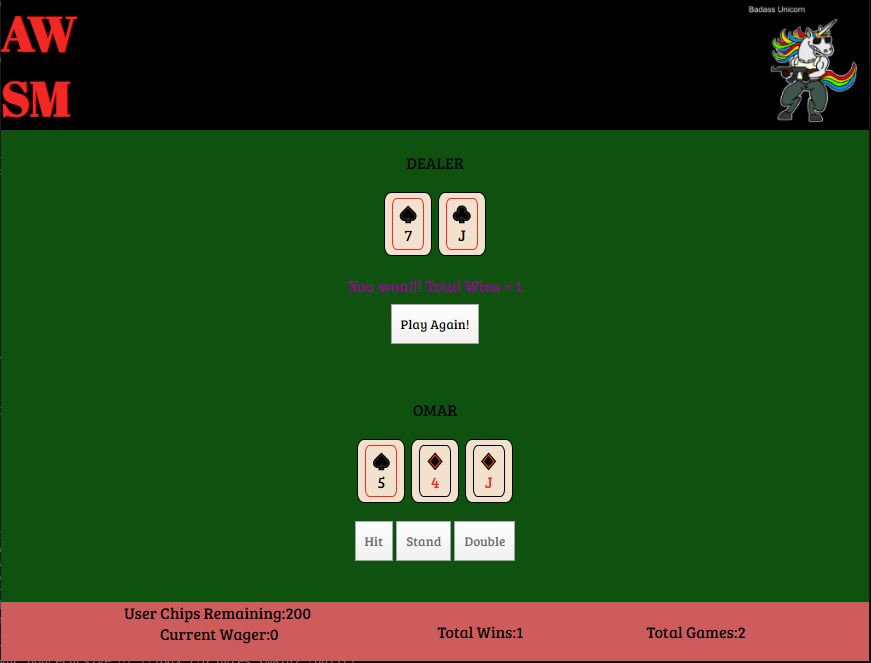 AW
SM
Badass Unicorn
DEALER
7
J
You won!!! Total Wins = 1
Play Again!
OMAR
5
4
J
Hit
Stand
Double
User Chips Remaining:200
Current Wager:0
Total Wins:1
Total Games:2